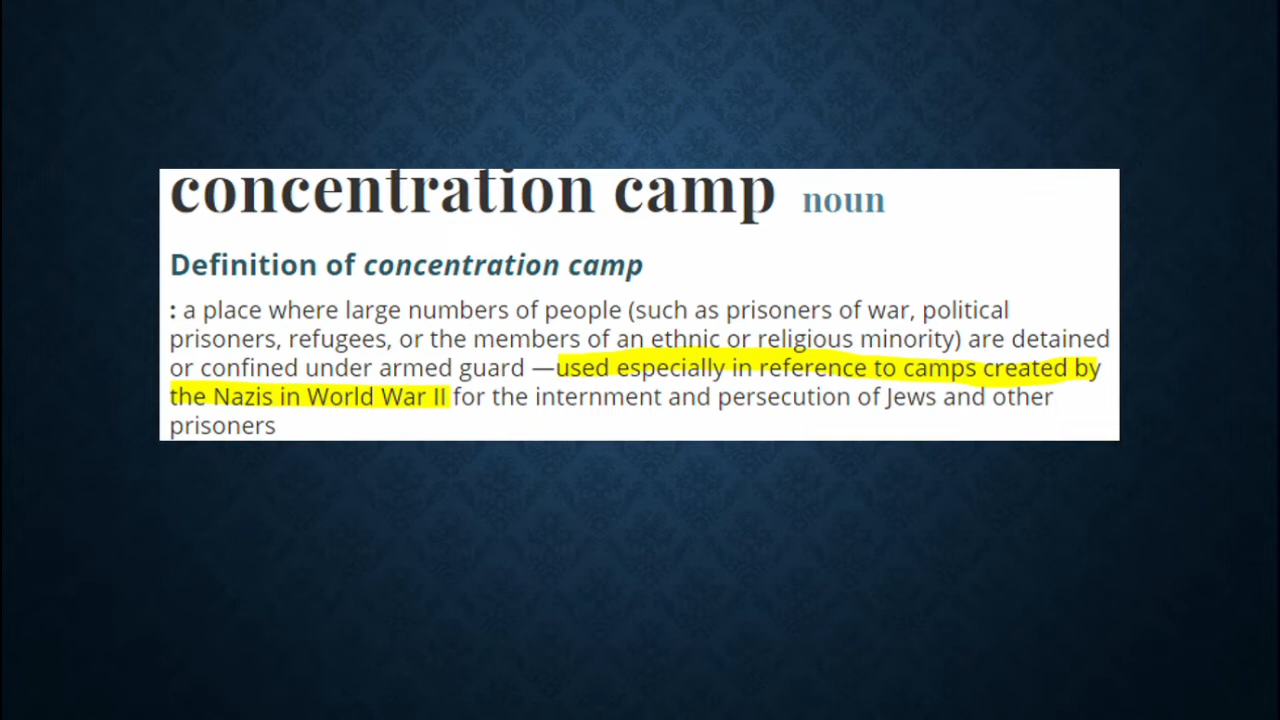 concentration camp noun
Definition of concentration camp
: a place where large numbers of people (such as prisoners of war, political
prisoners, refugees, or the members of an ethnic or religious minority) are detained
or confined under armed guard —used especially in reference to camps created by
the Nazis in World War II for the internment and persecution of Jews and other
prisoners